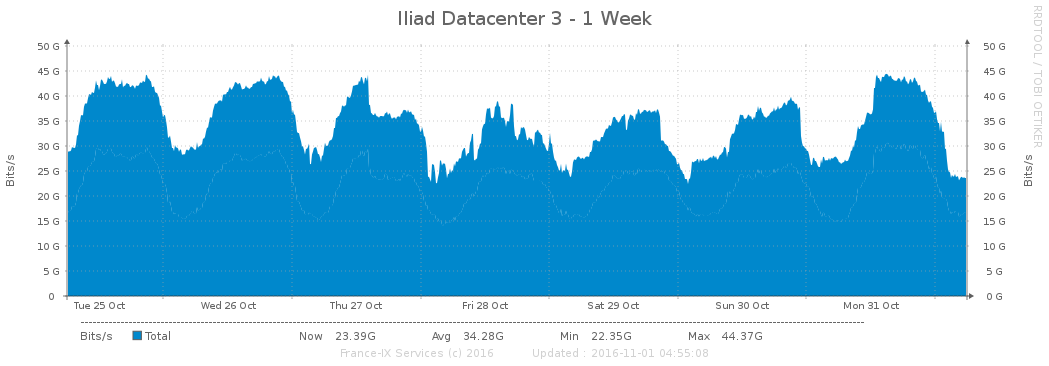 Iliad Datacenter 3 - 1 Week
RRDTOOL / TOBI OETIKER
Bits/s
Bits/s
50 G 50 G
45 G 45 G
40 G 40 G
35 G 35 G
30 G 30 G
25 G 25 G
20 G 20 G
15 G 15 G
10 G 10 G
5 G 5 G
0 0 G
Tue 25 Oct Wed 26 Oct Thu 27 Oct Fri 28 Oct Sat 29 Oct Sun 30 Oct Mon 31 Oct
Bits/s Total Now 23.39G Avg 34.28G Min 22.35G Max 44.37G
France-IX Services (c) 2016 Updated : 2016-11-01 04:55:08